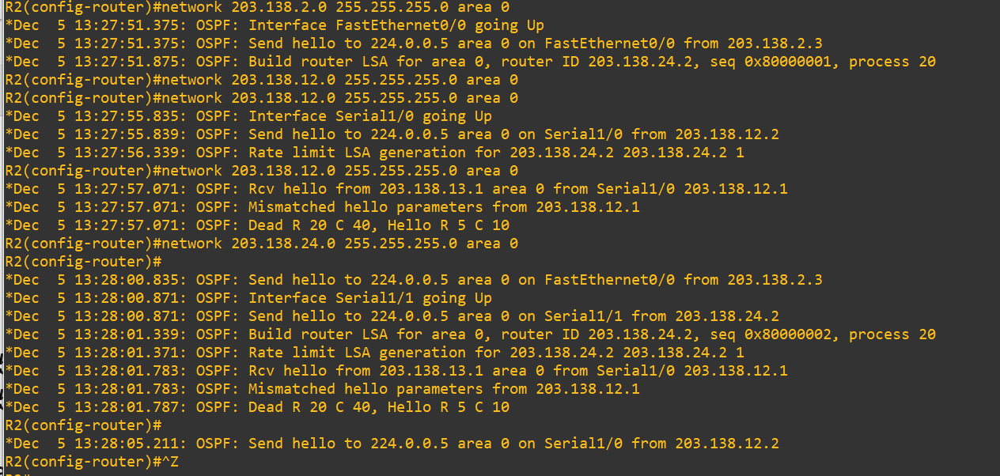 R2(config-router)#network 203.138.2.0 255.255.255.0 area 0
*Dec  5 13:27:51.375: OSPF: Interface FastEthernet0/0 going Up
*Dec  5 13:27:51.375: OSPF: Send hello to 224.0.0.5 area 0 on FastEthernet0/0 from 203.138.2.3
*Dec  5 13:27:51.875: OSPF: Build router LSA for area 0, router ID 203.138.24.2, seq 0x80000001, process 20
R2(config-router)#network 203.138.12.0 255.255.255.0 area 0
R2(config-router)#network 203.138.12.0 255.255.255.0 area 0
*Dec  5 13:27:55.835: OSPF: Interface Serial1/0 going Up
*Dec  5 13:27:55.839: OSPF: Send hello to 224.0.0.5 area 0 on Serial1/0 from 203.138.12.2
*Dec  5 13:27:56.339: OSPF: Rate limit LSA generation for 203.138.24.2 203.138.24.2 1
R2(config-router)#network 203.138.12.0 255.255.255.0 area 0
*Dec  5 13:27:57.071: OSPF: Rcv hello from 203.138.13.1 area 0 from Serial1/0 203.138.12.1
*Dec  5 13:27:57.071: OSPF: Mismatched hello parameters from 203.138.12.1
*Dec  5 13:27:57.071: OSPF: Dead R 20 C 40, Hello R 5 C 10
R2(config-router)#network 203.138.24.0 255.255.255.0 area 0
R2(config-router)#
*Dec  5 13:28:00.835: OSPF: Send hello to 224.0.0.5 area 0 on FastEthernet0/0 from 203.138.2.3
*Dec  5 13:28:00.871: OSPF: Interface Serial1/1 going Up
*Dec  5 13:28:00.871: OSPF: Send hello to 224.0.0.5 area 0 on Serial1/1 from 203.138.24.2
*Dec  5 13:28:01.339: OSPF: Build router LSA for area 0, router ID 203.138.24.2, seq 0x80000002, process 20
*Dec  5 13:28:01.371: OSPF: Rate limit LSA generation for 203.138.24.2 203.138.24.2 1
*Dec  5 13:28:01.783: OSPF: Rcv hello from 203.138.13.1 area 0 from Serial1/0 203.138.12.1
*Dec  5 13:28:01.783: OSPF: Mismatched hello parameters from 203.138.12.1
*Dec  5 13:28:01.787: OSPF: Dead R 20 C 40, Hello R 5 C 10
R2(config-router)#
*Dec  5 13:28:05.211: OSPF: Send hello to 224.0.0.5 area 0 on Serial1/0 from 203.138.12.2
R2(config-router)#^Z